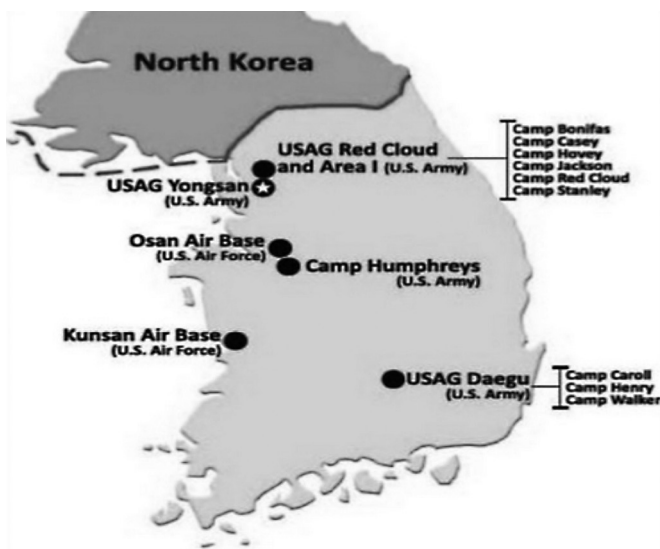 North Korea
USAG Red Cloud
and Area I (U.S. Army)
Camp Bonifas
Camp Casey
Camp Hovey
Camp Jackson
Camp Red Cloud
Camp Stanley
USAG Yongsan
(U.S. Army)
Osan Air Base
(U.S. Air Force)
Camp Humphreys
(U.S. Army)
Kunsan Air Base
(U.S. Air Force)
USAG Daegu
(U.S. Army)
Camp Caroll
Camp Henry
Camp Walker